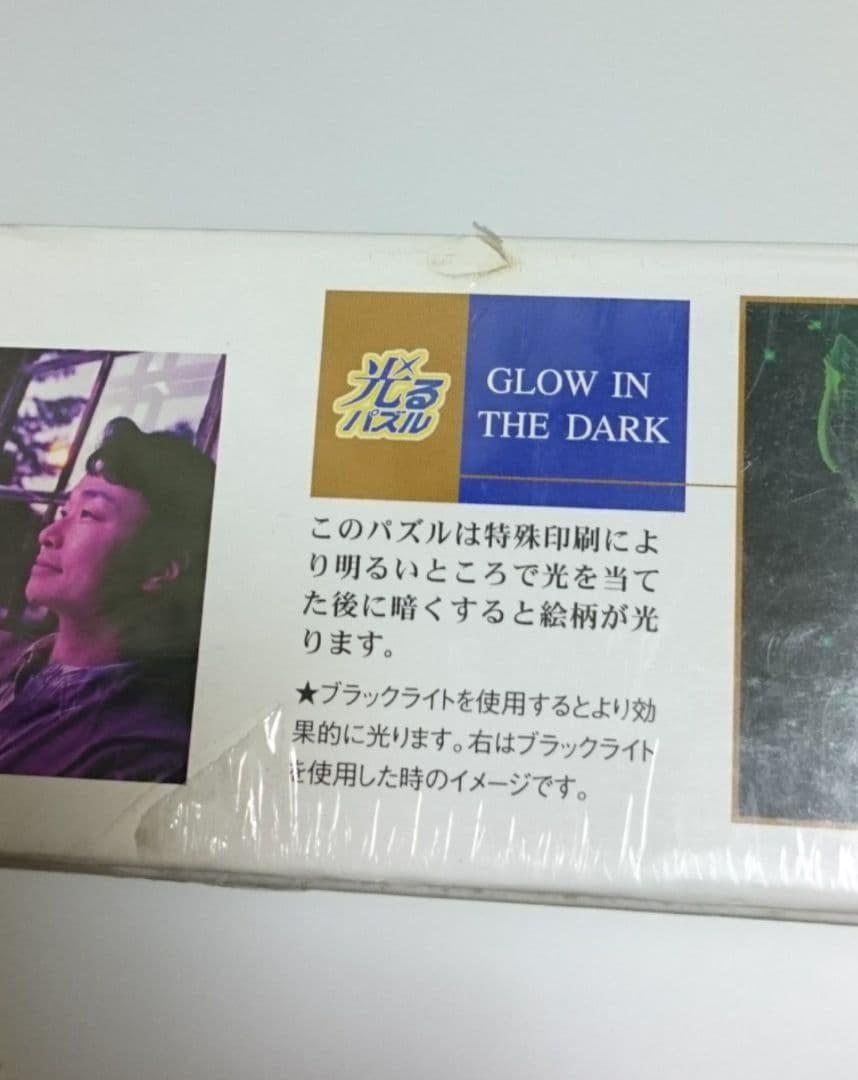 光る
パズル
GLOW IN
THE DARK
このパズルは特殊印刷によ
り明るいところで光を当て
た後に暗くすると絵柄が光
ります。
★ブラックライトを使用するとより効
果的に光ります。右はブラックライト
を使用した時のイメージです。